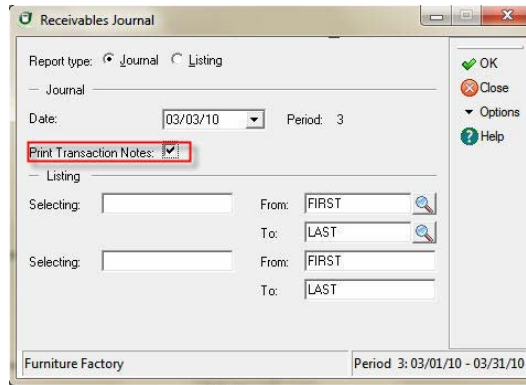 Receivables Journal
Report type: Journal Listing
OK
Close
Options
Help
Journal
Date: 03/03/10 Period: 3
Print Transaction Notes:
Listing
Selecting: From: FIRST
To: LAST
Selecting: From: FIRST
To: LAST
Furniture Factory Period 3: 03/01/10 - 03/31/10